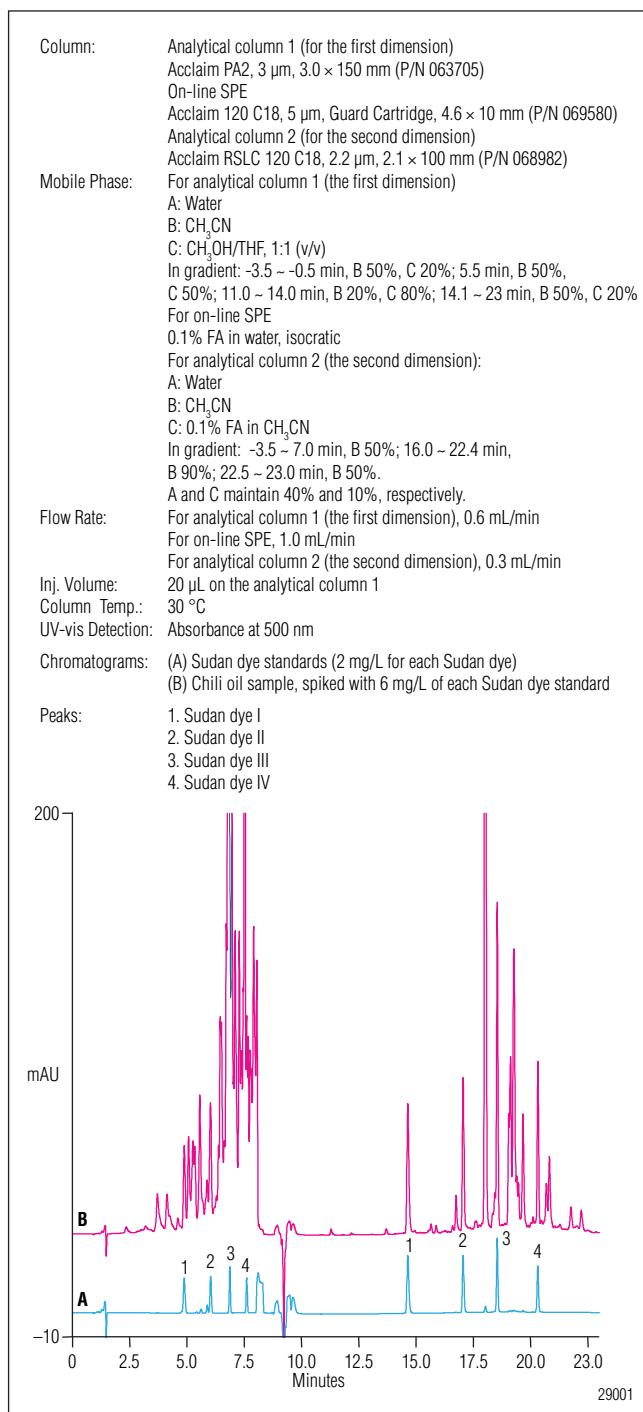 Column: Analytical column 1 (for the first dimension)
Acclaim PA2, 3 µm, 3.0 × 150 mm (P/N 063705)
On-line SPE
Acclaim 120 C18, 5 µm, Guard Cartridge, 4.6 × 10 mm (P/N 069580)
Analytical column 2 (for the second dimension)
Acclaim RSLC 120 C18, 2.2 µm, 2.1 × 100 mm (P/N 068982)
Mobile Phase: For analytical column 1 (the first dimension)
A: Water
B: CH3CN
C: CH3OH/THF, 1:1 (v/v)
In gradient: -3.5 ~ -0.5 min, B 50%, C 20%; 5.5 min, B 50%,
C 50%; 11.0 ~ 14.0 min, B 20%, C 80%; 14.1 ~ 23 min, B 50%, C 20%
For on-line SPE
0.1% FA in water, isocratic
For analytical column 2 (the second dimension):
A: Water
B: CH3CN
C: 0.1% FA in CH3CN
In gradient: -3.5 ~ 7.0 min, B 50%; 16.0 ~ 22.4 min,
B 90%; 22.5 ~ 23.0 min, B 50%.
A and C maintain 40% and 10%, respectively.
Flow Rate: For analytical column 1 (the first dimension), 0.6 mL/min
For on-line SPE, 1.0 mL/min
For analytical column 2 (the second dimension), 0.3 mL/min
Inj. Volume: 20 µL on the analytical column 1
Column Temp.: 30 °C
UV-vis Detection: Absorbance at 500 nm
Chromatograms: (A) Sudan dye standards (2 mg/L for each Sudan dye)
(B) Chili oil sample, spiked with 6 mg/L of each Sudan dye standard
Peaks: 1. Sudan dye I
2. Sudan dye II
3. Sudan dye III
4. Sudan dye IV
200
mAU
B
1 2 3 4 1 2 3 4
A
–10
0 2.5 5.0 7.5 10.0 12.5 15.0 17.5 20.0 23.0
Minutes
29001